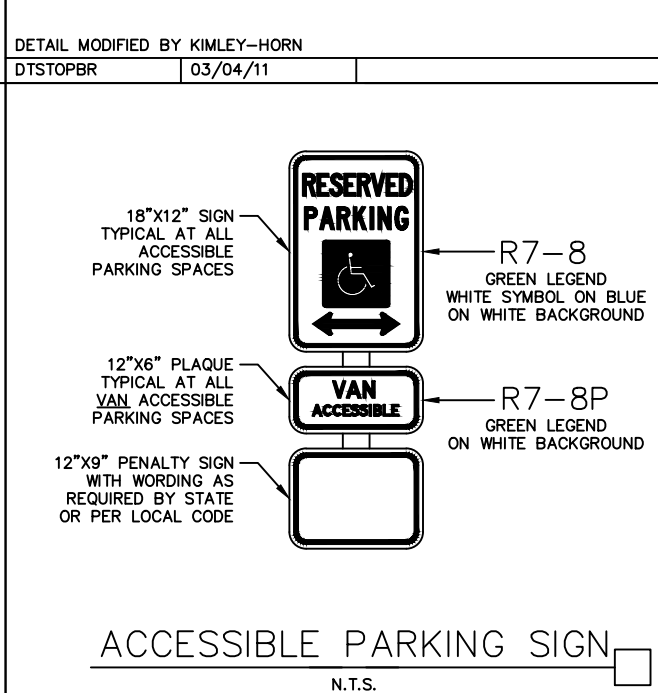 DETAIL MODIFIED BY KIMLEY-HORN
DTSTOPBR 03/04/11
RESERVED
PARKING
18"X12" SIGN
TYPICAL AT ALL
ACCESSIBLE
PARKING SPACES
R7-8
GREEN LEGEND
WHITE SYMBOL ON BLUE
ON WHITE BACKGROUND
12"X6" PLAQUE
TYPICAL AT ALL
VAN ACCESSIBLE
PARKING SPACES
VAN
ACCESSIBLE
R7-8P
GREEN LEGEND
ON WHITE BACKGROUND
12"X9" PENALTY SIGN
WITH WORDING AS
REQUIRED BY STATE
OR PER LOCAL CODE
ACCESSIBLE PARKING SIGN
N.T.S.